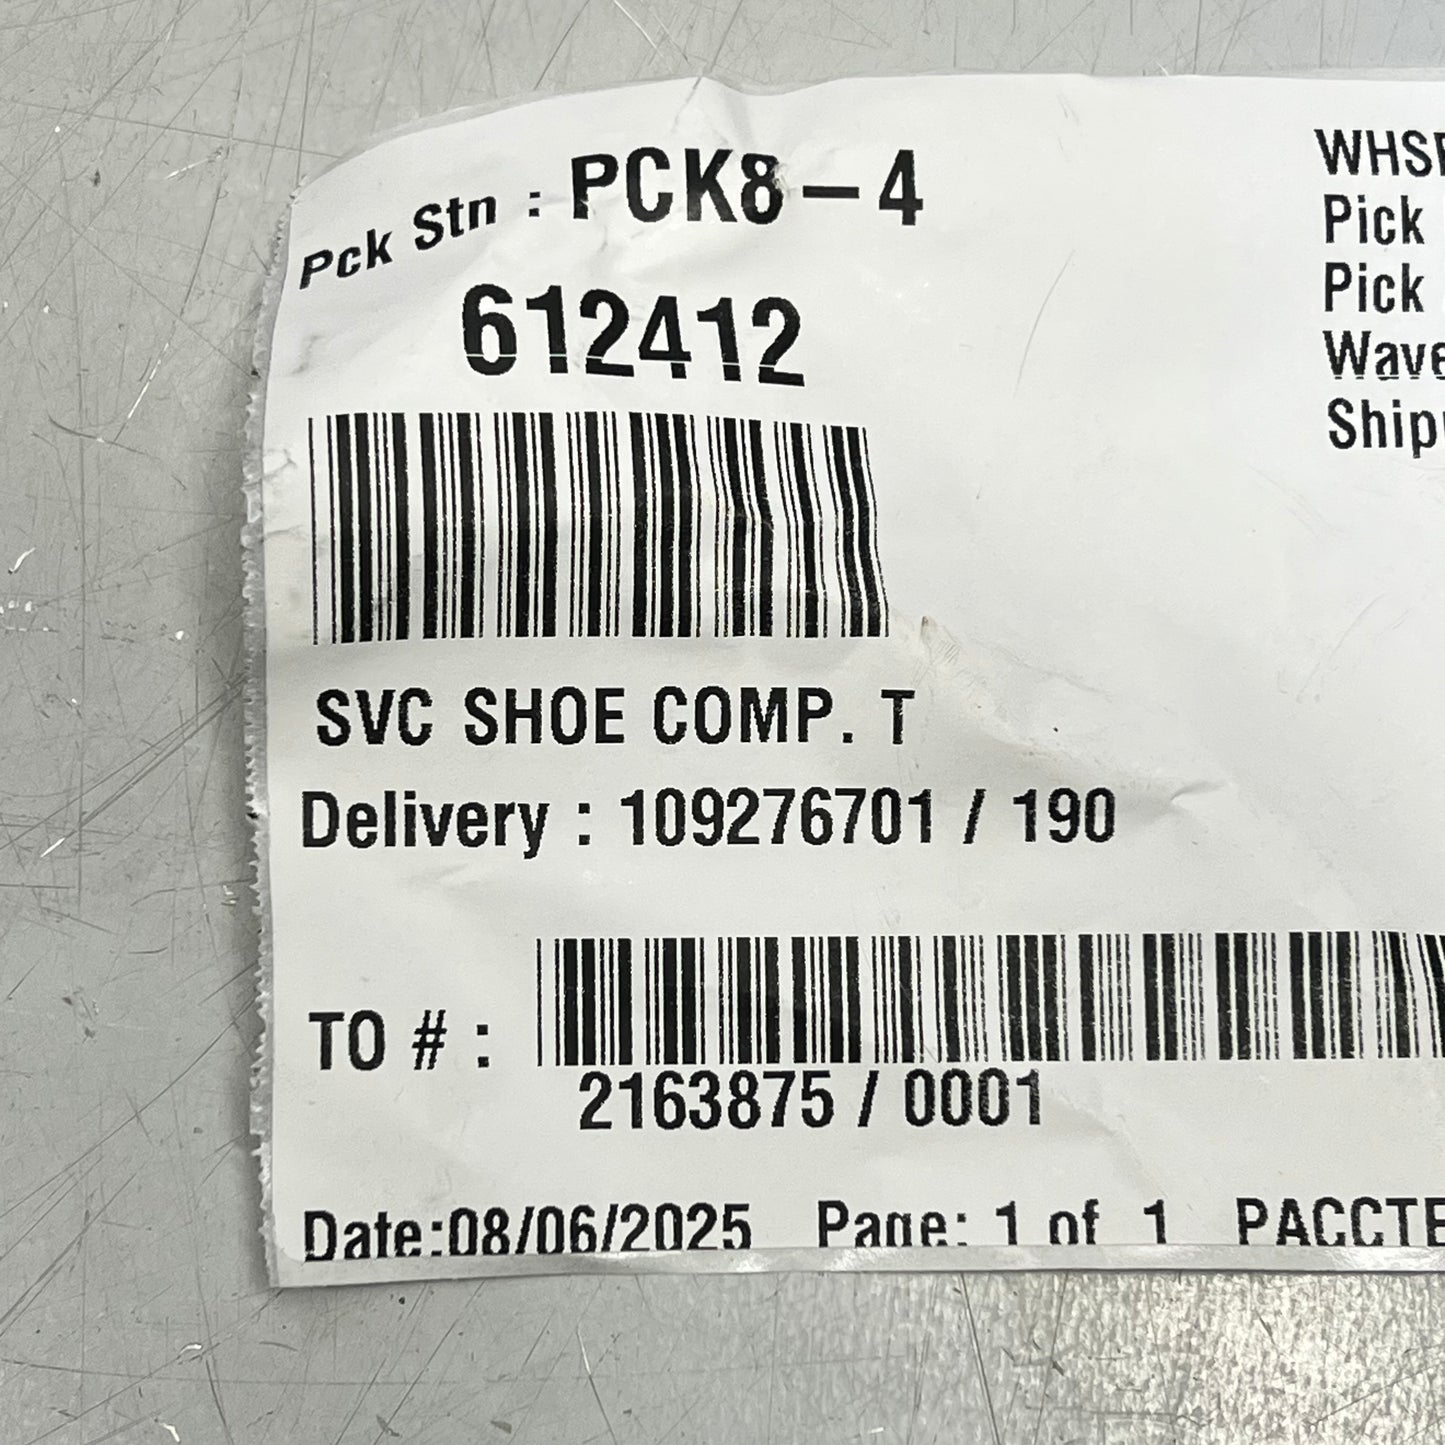 Pck Stn : PCK8-4
612412
SVC SHOE COMP. T
Delivery : 109276701 / 190
TO # :
2163875 / 0001
Date:08/06/2025 Page: 1 of 1
Pick
Pick